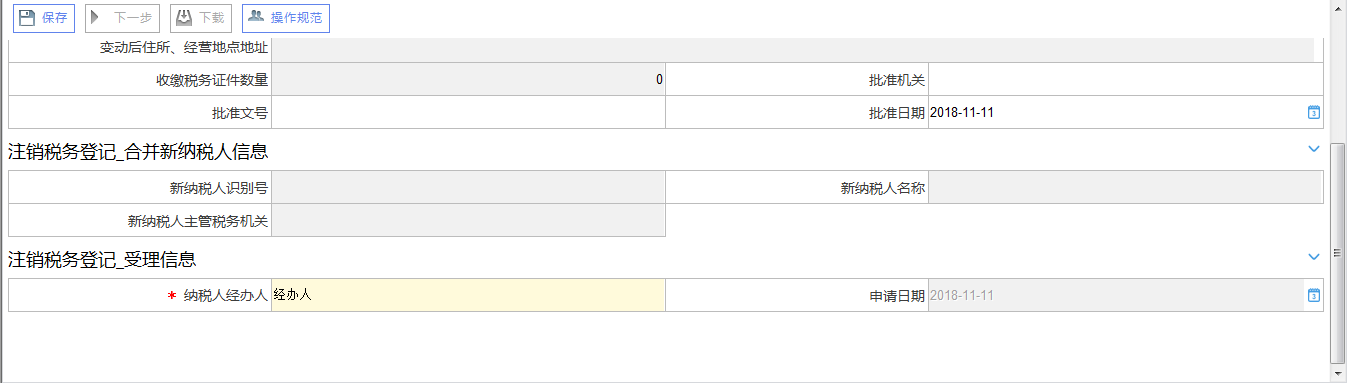 保存 下一步 下载 操作规范
变动后住所、经营地点地址
收缴税务证件数量 0 批准机关
批准文号 批准日期 2018-11-11
注销税务登记_合并新纳税人信息
新纳税人识别号 新纳税人名称
新纳税人主管税务机关
注销税务登记_受理信息
* 纳税人经办人 经办人 申请日期 2018-11-11